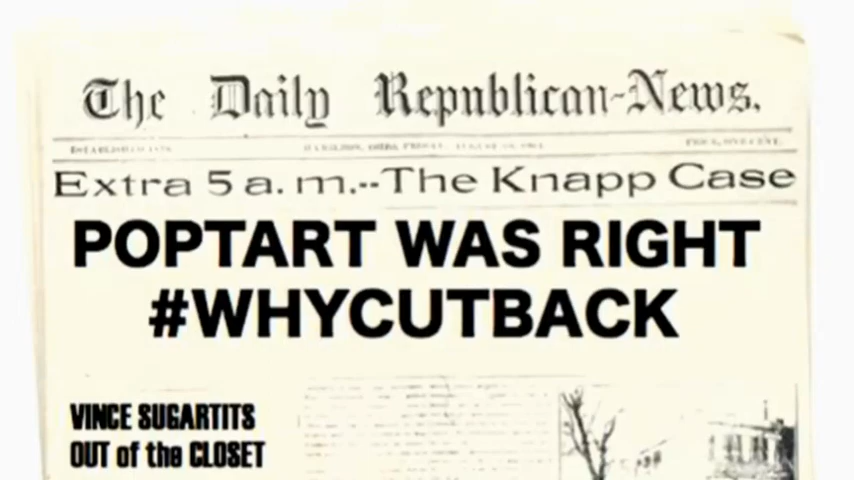 The Daily Republican-News.
Extra 5 a. m.--The Knapp Case
POPTART WAS RIGHT
#WHYCUTBACK
VINCE SUGARTITS
OUT of the CLOSET